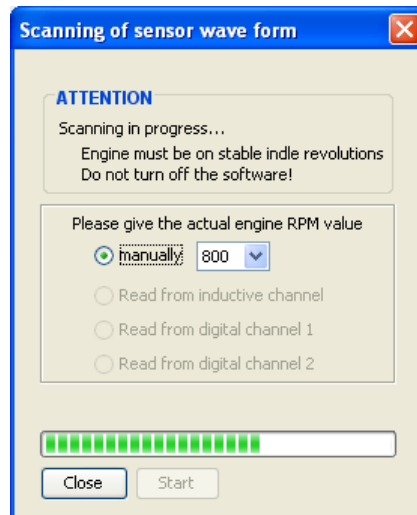 Scanning of sensor wave form
ATTENTION
Scanning in progress...
Engine must be on stable indle revolutions
Do not turn off the software!
Please give the actual engine RPM value
manually 800
Read from inductive channel
Read from digital channel 1
Read from digital channel 2
Close Start